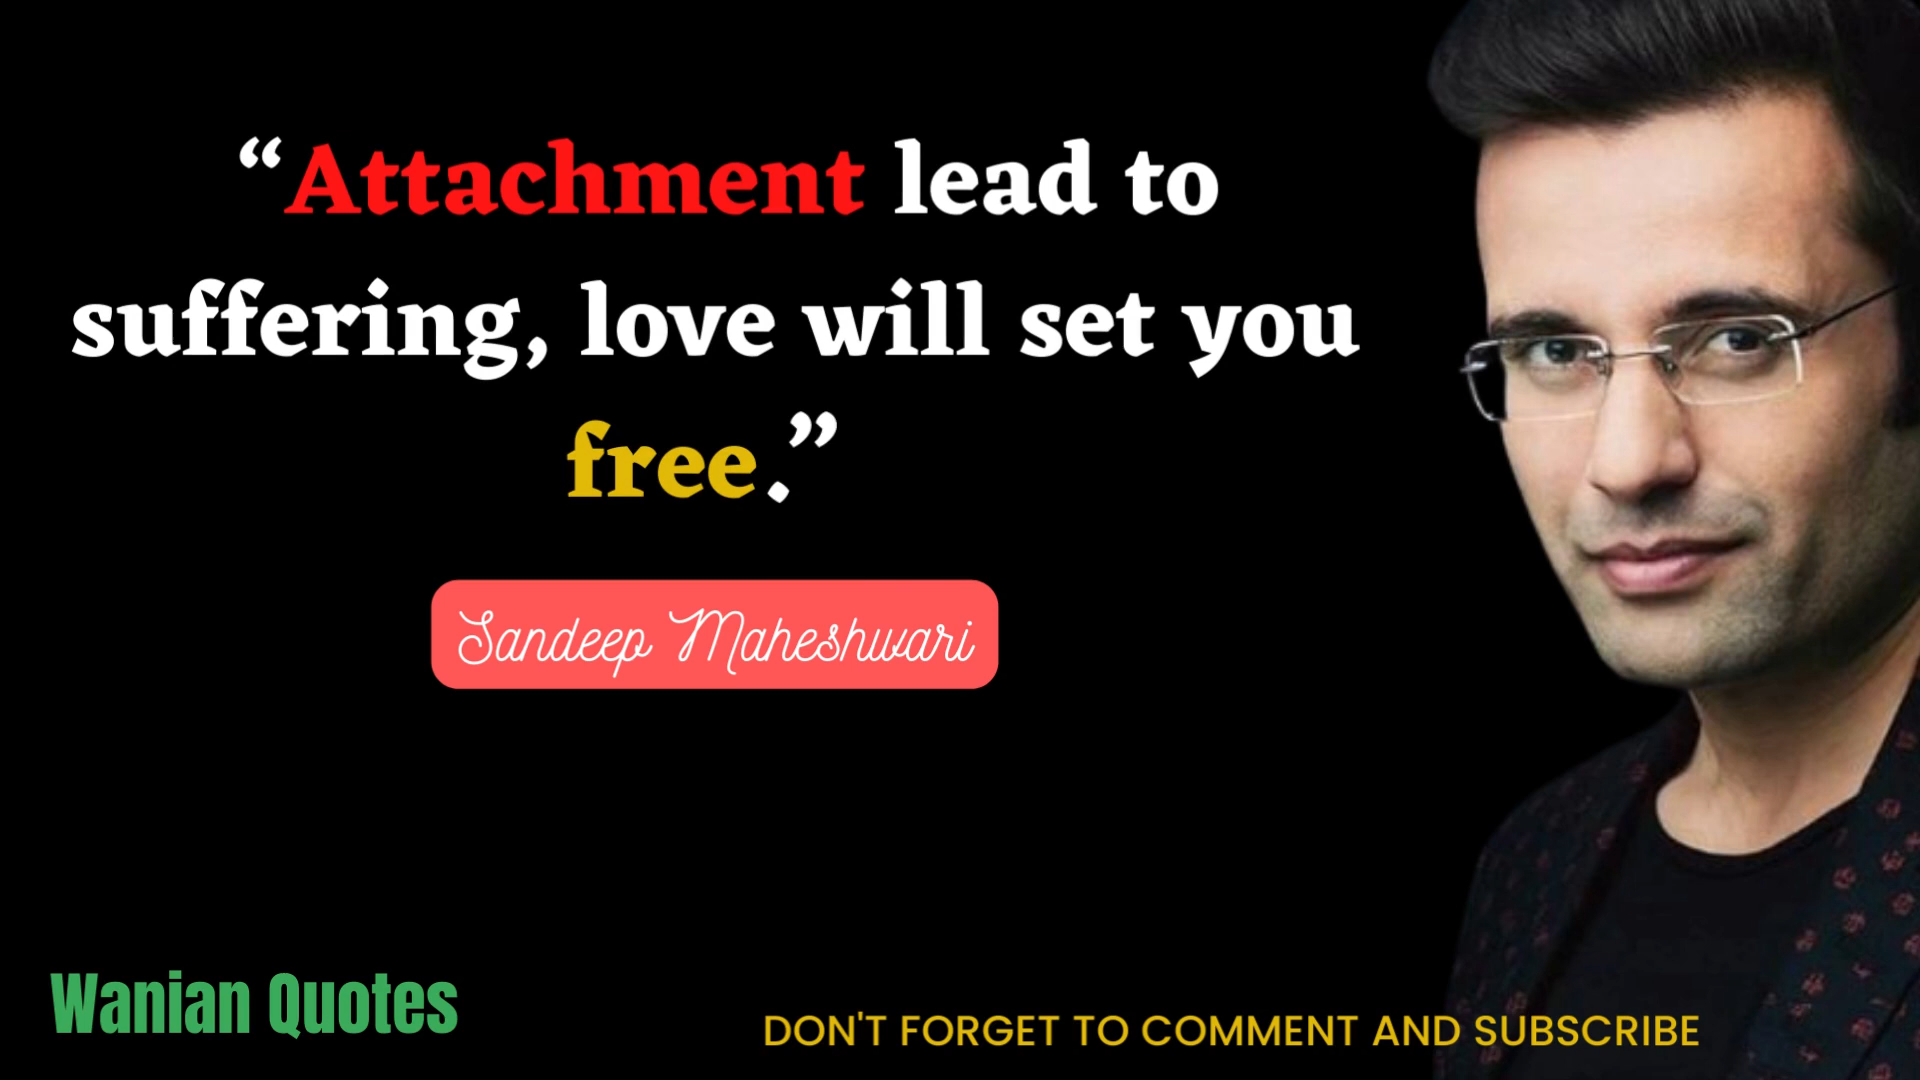 “Attachment lead to
suffering, love will set you
free.”
Sandeep Maheshwari
Wanian Quotes
DON'T FORGET TO COMMENT AND SUBSCRIBE